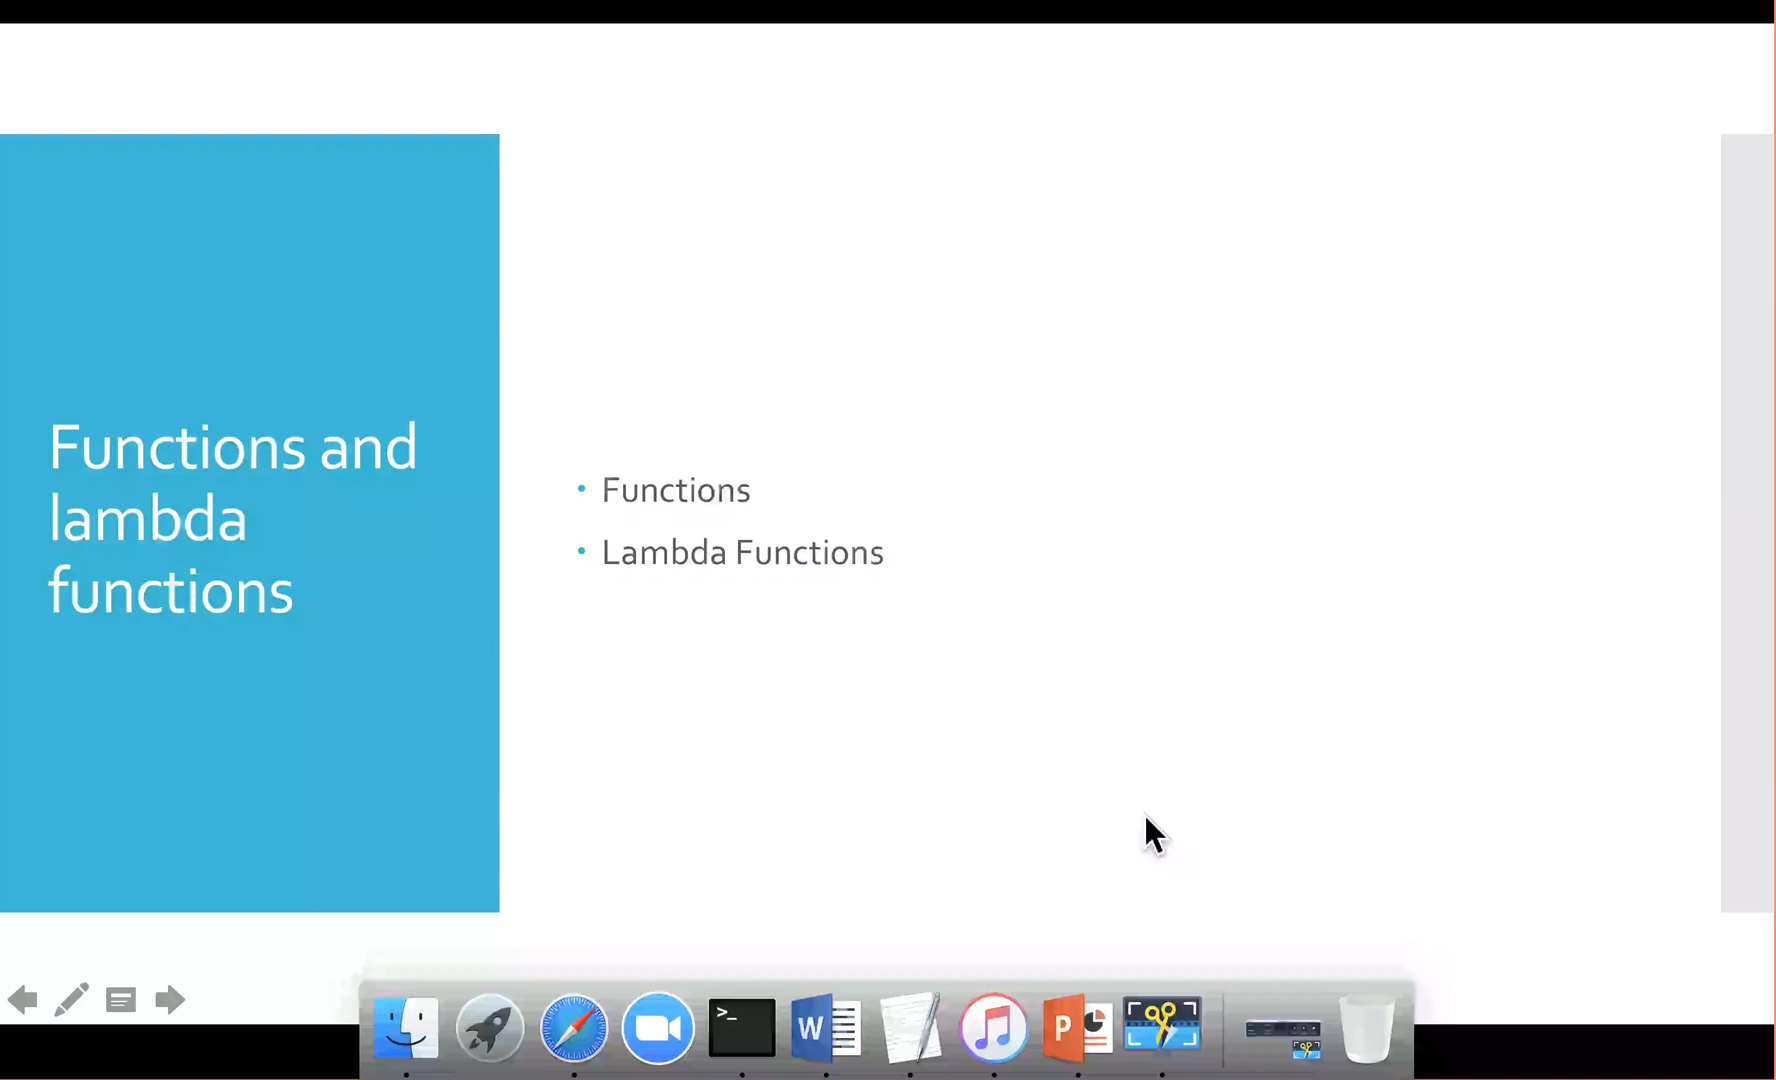 Functions and
lambda
functions
• Functions
• Lambda Functions
>_
W
P